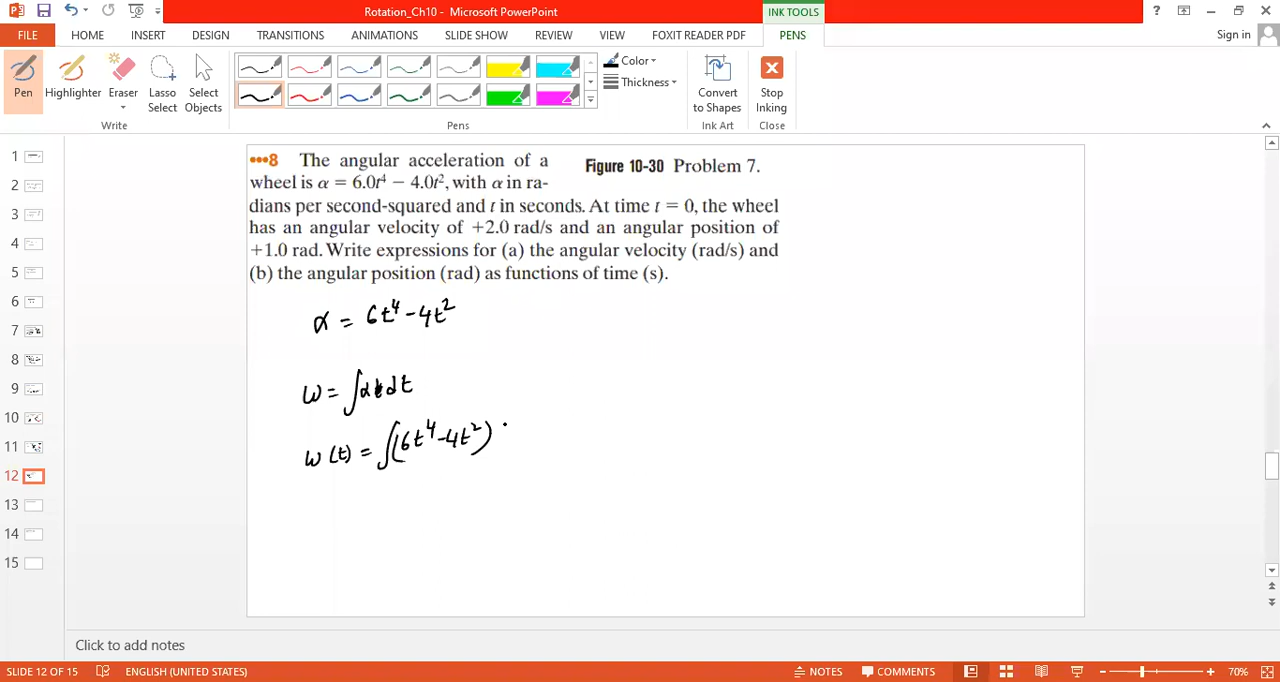 Rotation_Ch10 - Microsoft PowerPoint
INK TOOLS
?
FILE HOME INSERT DESIGN TRANSITIONS ANIMATIONS SLIDE SHOW REVIEW VIEW FOXIT READER PDF PENS
Sign in
Pen
Highlighter
Eraser
Lasso Select
Select Objects
Color
Thickness
Convert to Shapes
Stop Inking
Write
Pens
Ink Art
Close
1
2
3
4
5
6
7
8
9
10
11
12
13
14
15
•••8 The angular acceleration of a
wheel is α = 6.0t⁴ − 4.0t², with α in ra-
dians per second-squared and t in seconds. At time t = 0, the wheel
has an angular velocity of +2.0 rad/s and an angular position of
+1.0 rad. Write expressions for (a) the angular velocity (rad/s) and
(b) the angular position (rad) as functions of time (s).
Figure 10-30 Problem 7.
α = 6t⁴ - 4t²
ω = ∫α dt
ω(t) = ∫(6t⁴ - 4t²)
Click to add notes
SLIDE 12 OF 15 ENGLISH (UNITED STATES) NOTES COMMENTS 70%